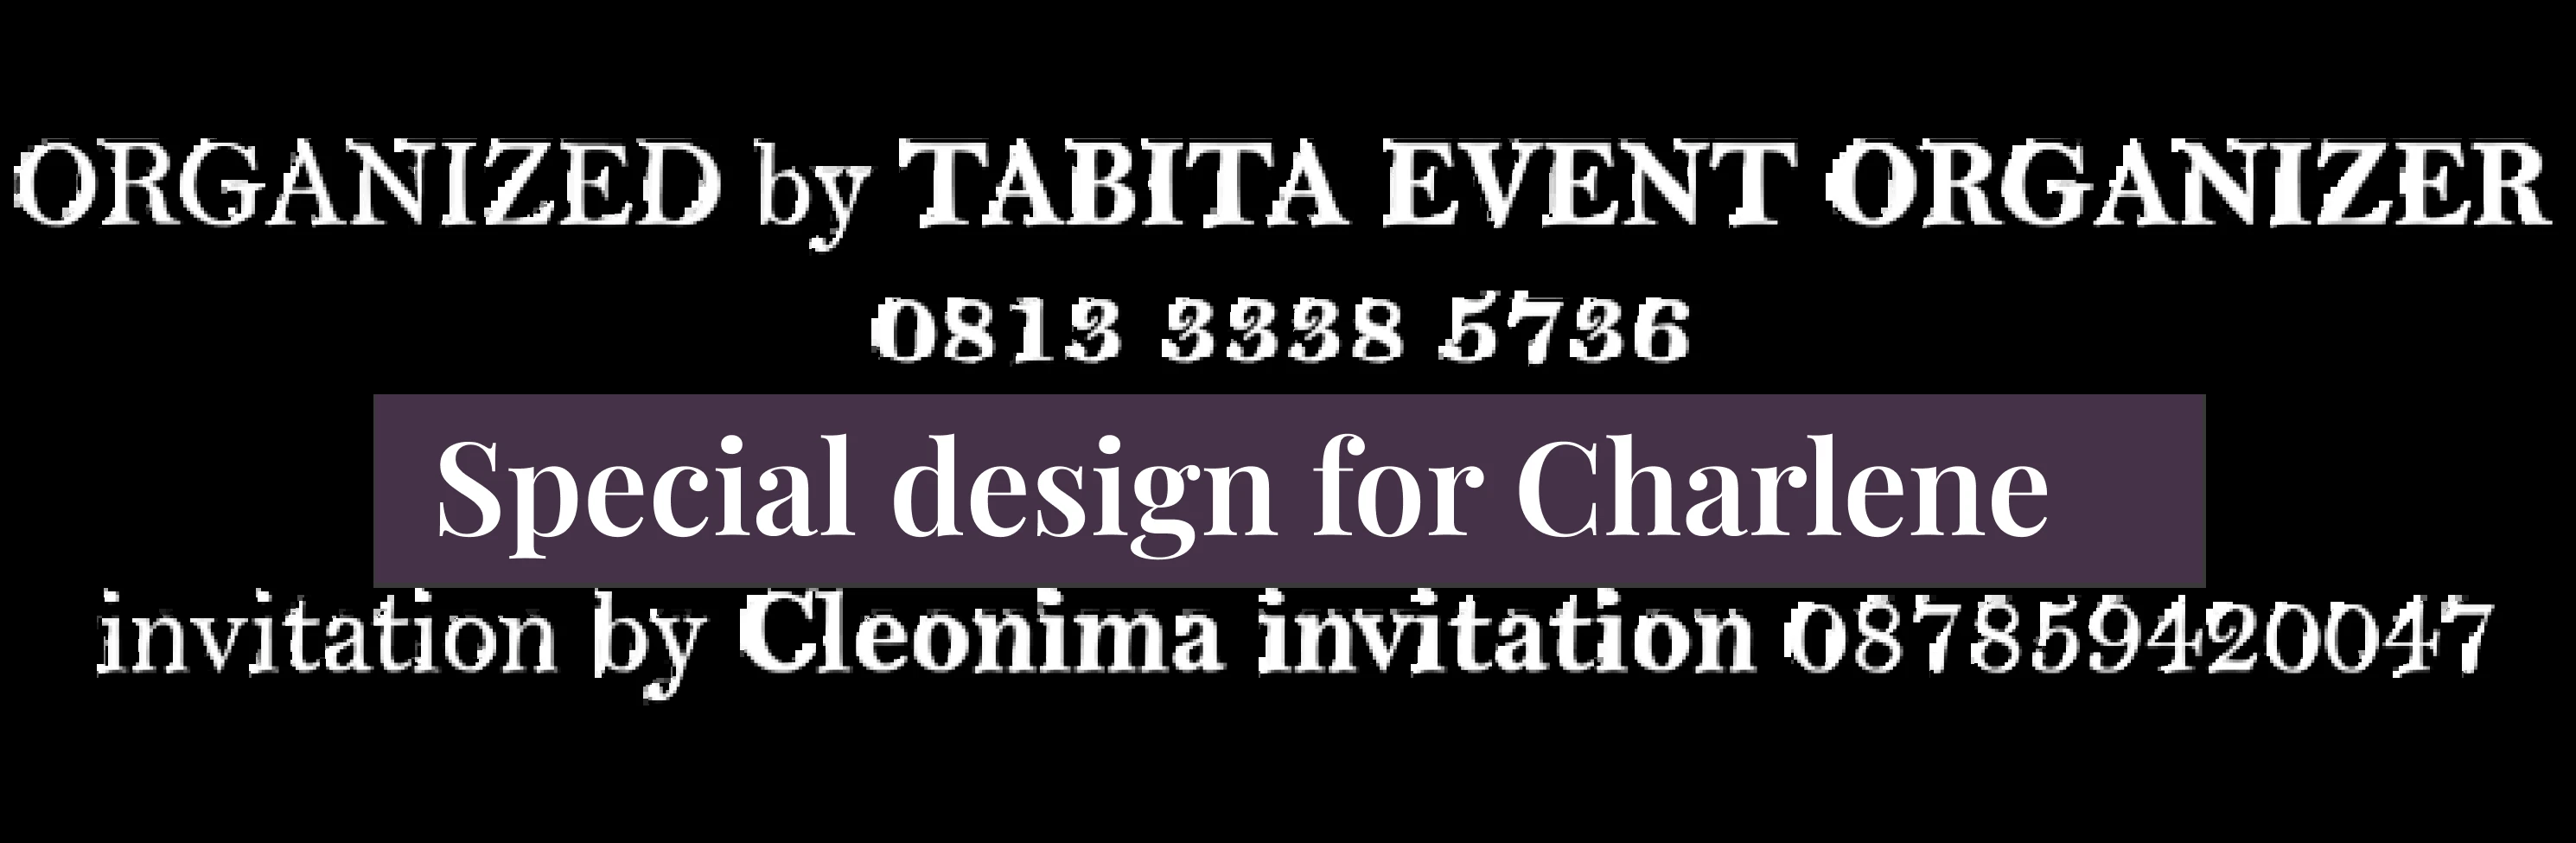 ORGANIZED by TABITA EVENT ORGANIZER
0813 3338 5736
Special design for Charlene
invitation by Cleonima invitation 087859420047